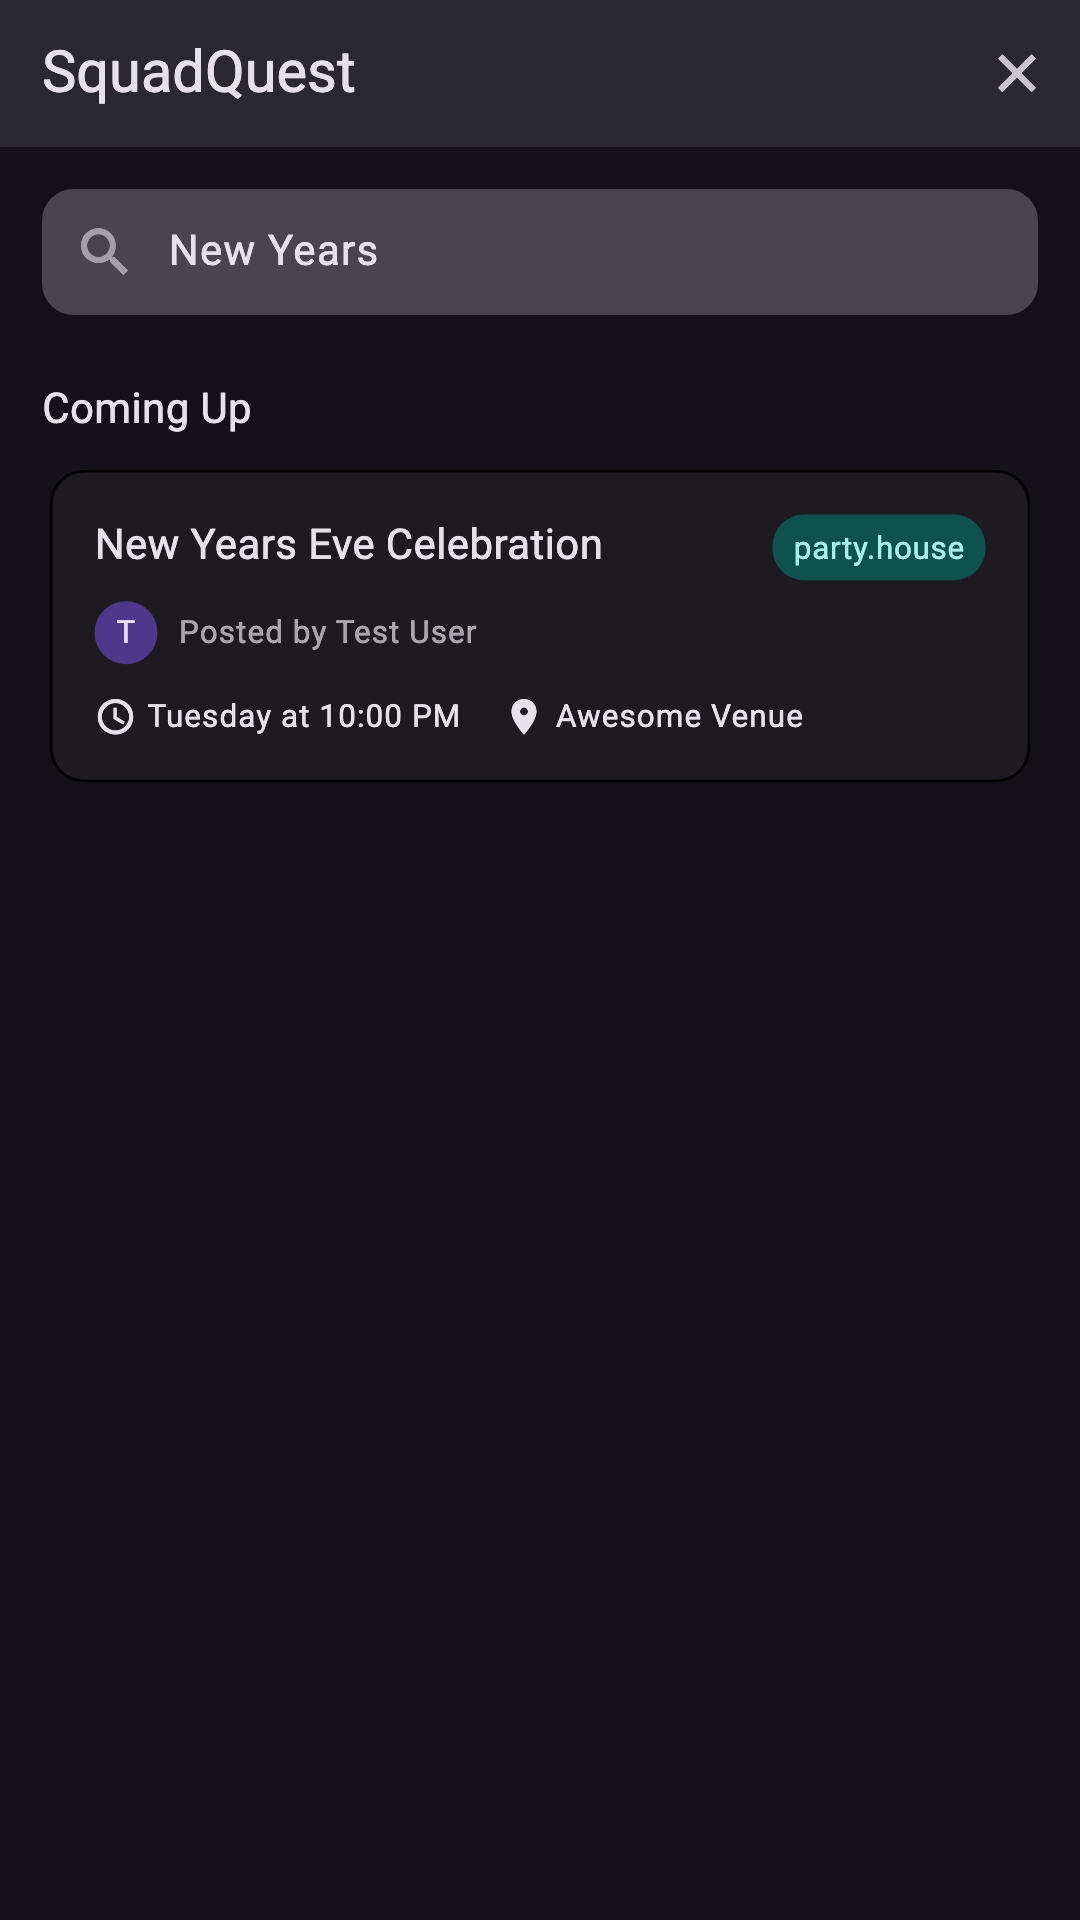 SquadQuest
New Years
Coming Up
New Years Eve Celebration
party.house
T
Posted by Test User
Tuesday at 10:00 PM
Awesome Venue